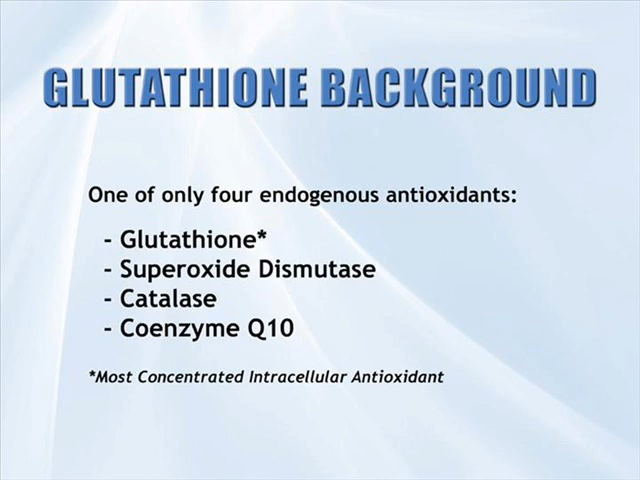 GLUTATHIONE BACKGROUND
One of only four endogenous antioxidants:
- Glutathione*
- Superoxide Dismutase
- Catalase
- Coenzyme Q10
*Most Concentrated Intracellular Antioxidant